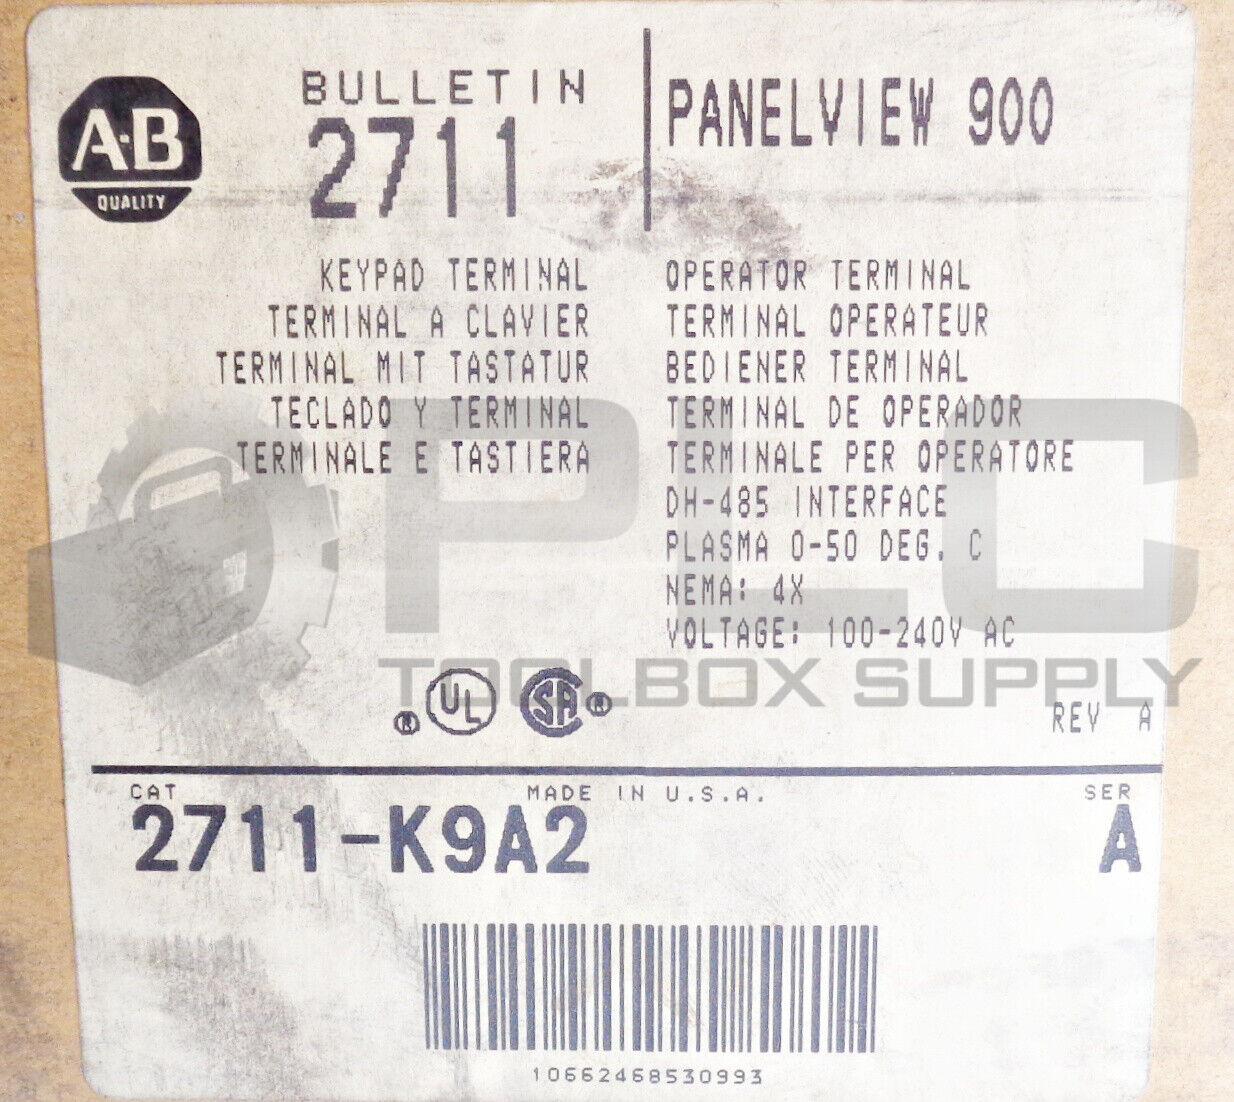 A-B
QUALITY
BULLETIN
2711
PANELVIEW 900
KEYPAD TERMINAL
TERMINAL A CLAVIER
TERMINAL MIT TASTATUR
TECLADO Y TERMINAL
TERMINALE E TASTIERA
OPERATOR TERMINAL
TERMINAL OPERATEUR
BEDIENER TERMINAL
TERMINAL DE OPERADOR
TERMINALE PER OPERATORE
DH-485 INTERFACE
PLASMA 0-50 DEG. C
NEMA: 4X
VOLTAGE: 100-240V AC
PLC
TOOLBOX SUPPLY
® UL SA ®
REV A
CAT
MADE IN U.S.A.
SER
2711-K9A2
A
10662468530993